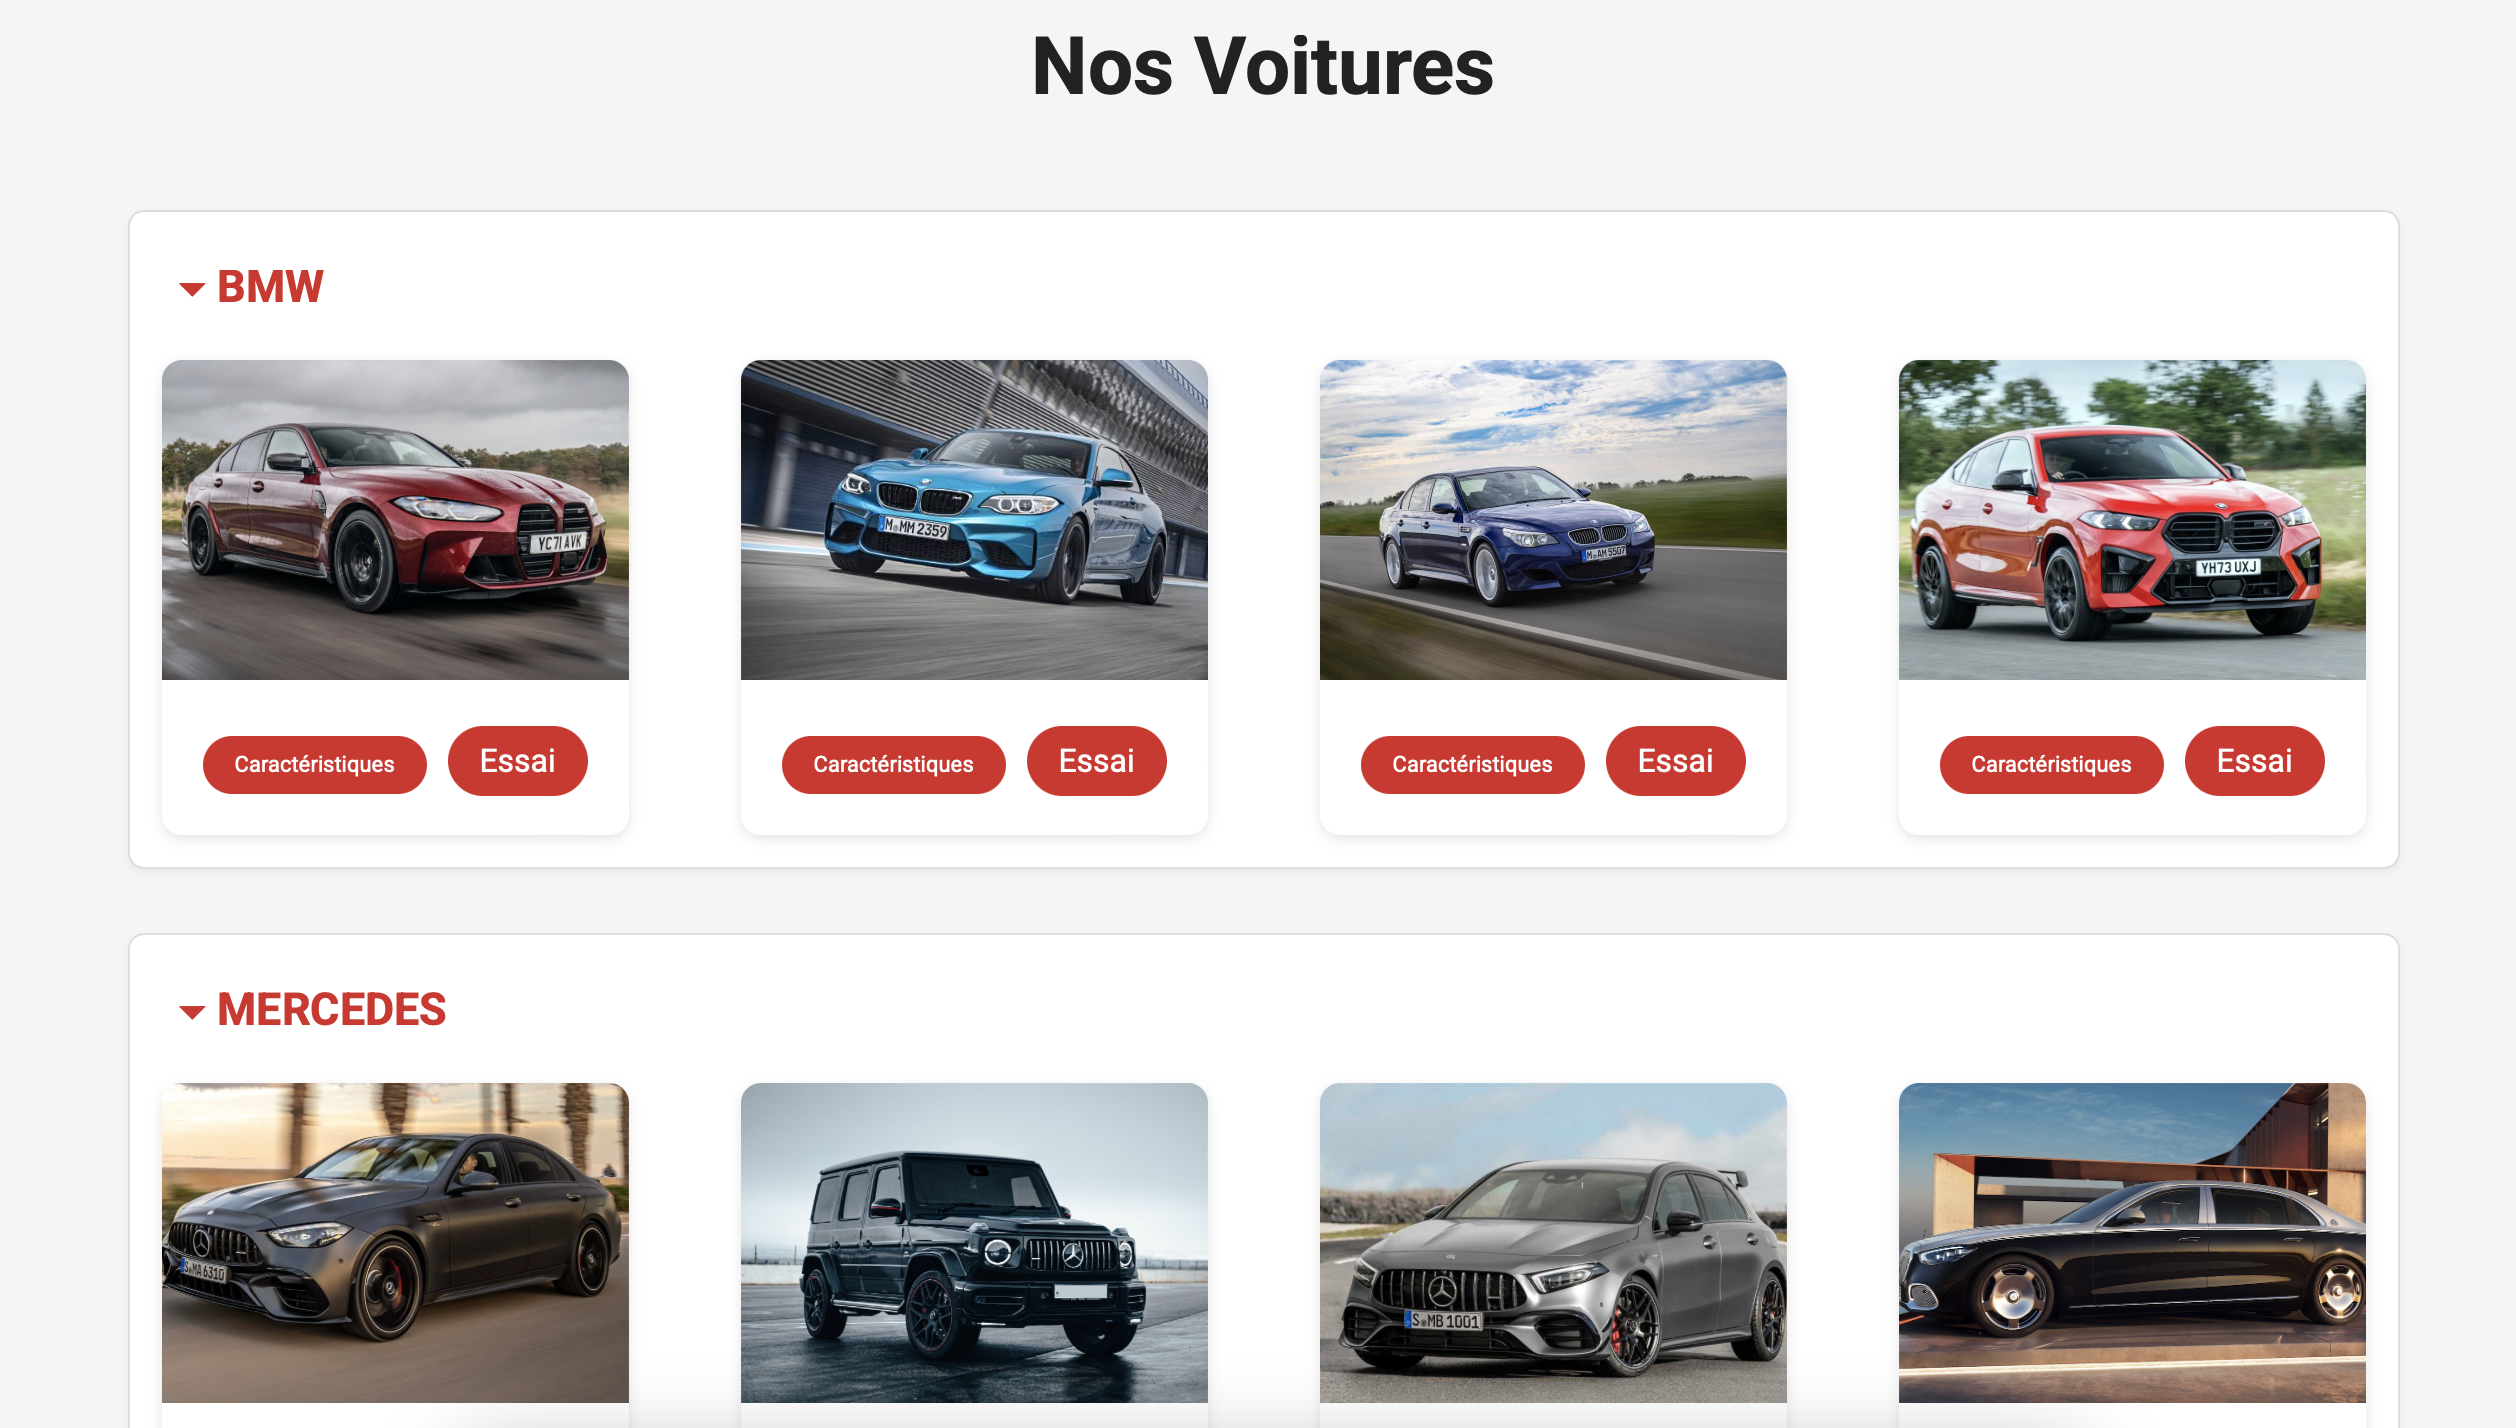 Nos Voitures
BMW
YC71 AVK
M MM 2359
M AM 5507
YH73 UXJ
Caractéristiques Essai
Caractéristiques Essai
Caractéristiques Essai
Caractéristiques Essai
MERCEDES
S MA 6310
S MB 1001